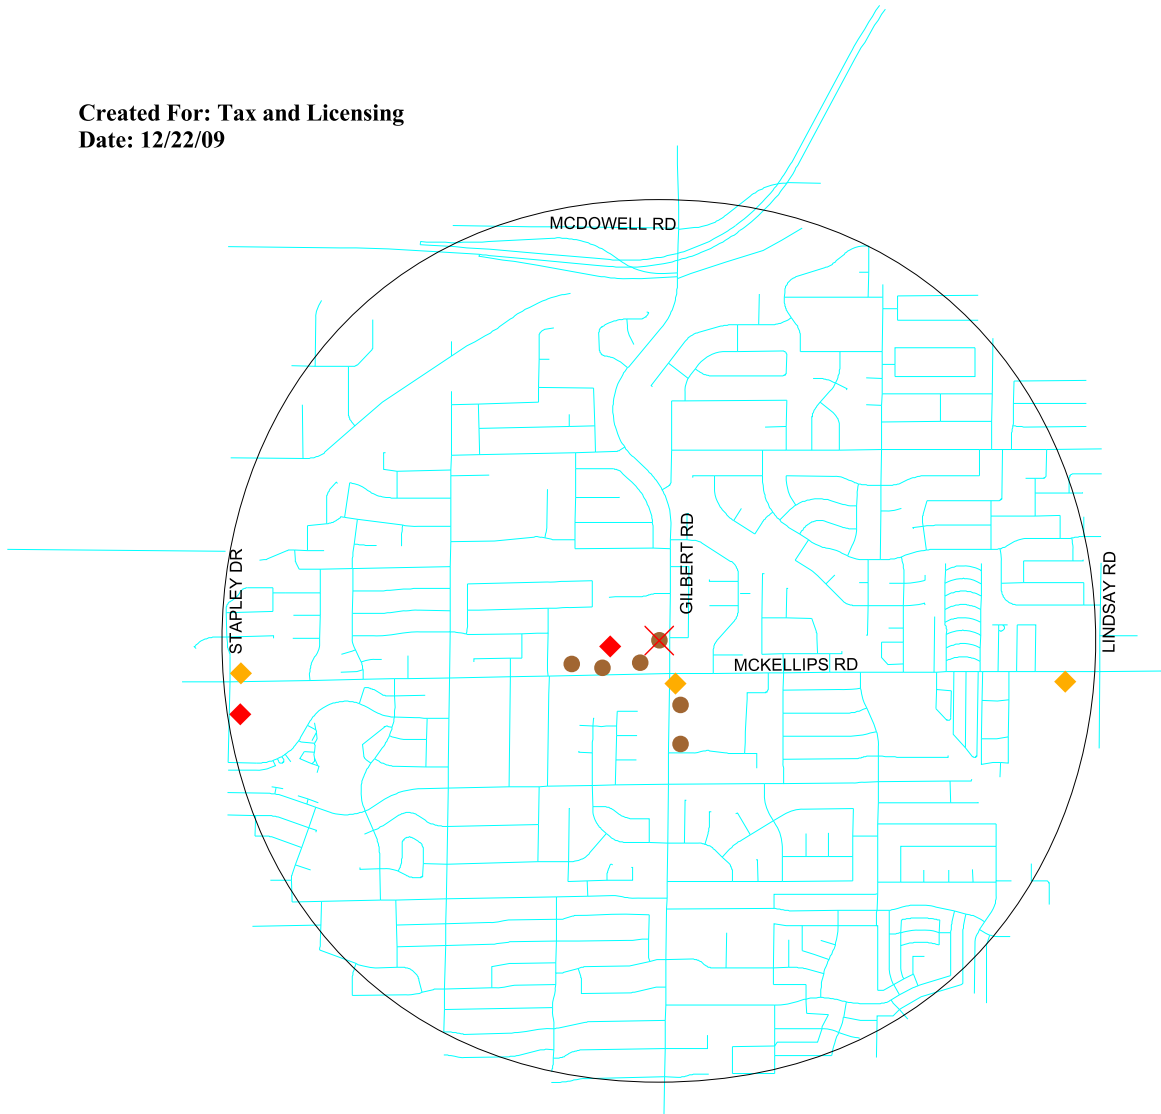 Created For: Tax and Licensing
Date: 12/22/09
MCDOWELL RD
GILBERT RD
STAPLEY DR
LINDSAY RD
MCKELLIPS RD